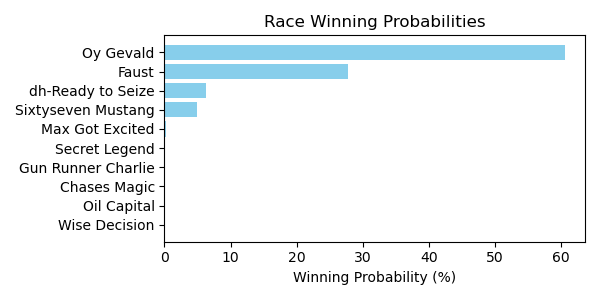 Race Winning Probabilities
Oy Gevald
Faust
dh-Ready to Seize
Sixtyseven Mustang
Max Got Excited
Secret Legend
Gun Runner Charlie
Chases Magic
Oil Capital
Wise Decision
0 10 20 30 40 50 60
Winning Probability (%)